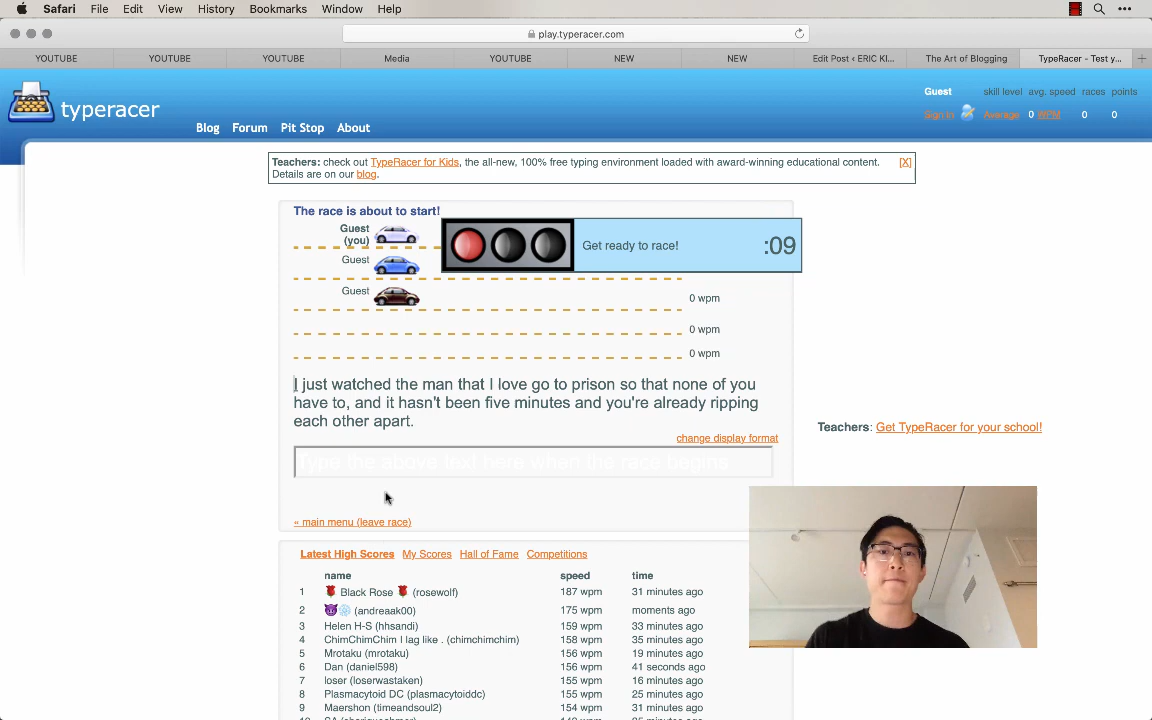 Safari File Edit View History Bookmarks Window Help
play.typeracer.com
YOUTUBE YOUTUBE YOUTUBE Media YOUTUBE NEW NEW Edit Post ‹ ERIC KI... The Art of Blogging TypeRacer - Test y...
typeracer
Blog Forum Pit Stop About
Guest skill level avg. speed races points
Sign in Average 0 WPM 0 0
Teachers: check out TypeRacer for Kids, the all-new, 100% free typing environment loaded with award-winning educational content. [X]
Details are on our blog.
The race is about to start!
Guest
(you)
Get ready to race! :09
Guest
Guest
0 wpm
0 wpm
0 wpm
I just watched the man that I love go to prison so that none of you
have to, and it hasn't been five minutes and you're already ripping
each other apart.
change display format
Type the above text here when the race begins
Teachers: Get TypeRacer for your school!
« main menu (leave race)
Latest High Scores My Scores Hall of Fame Competitions
name speed time
1 🌹 Black Rose 🌹 (rosewolf) 187 wpm 31 minutes ago
2 😈❄️ (andreaak00) 175 wpm moments ago
3 Helen H-S (hhsandi) 159 wpm 33 minutes ago
4 ChimChimChim I lag like . (chimchimchim) 158 wpm 35 minutes ago
5 Mrotaku (mrotaku) 156 wpm 19 minutes ago
6 Dan (daniel598) 156 wpm 41 seconds ago
7 loser (loserwastaken) 155 wpm 16 minutes ago
8 Plasmacytoid DC (plasmacytoiddc) 155 wpm 25 minutes ago
9 Maershon (timeandsoul2) 154 wpm 31 minutes ago